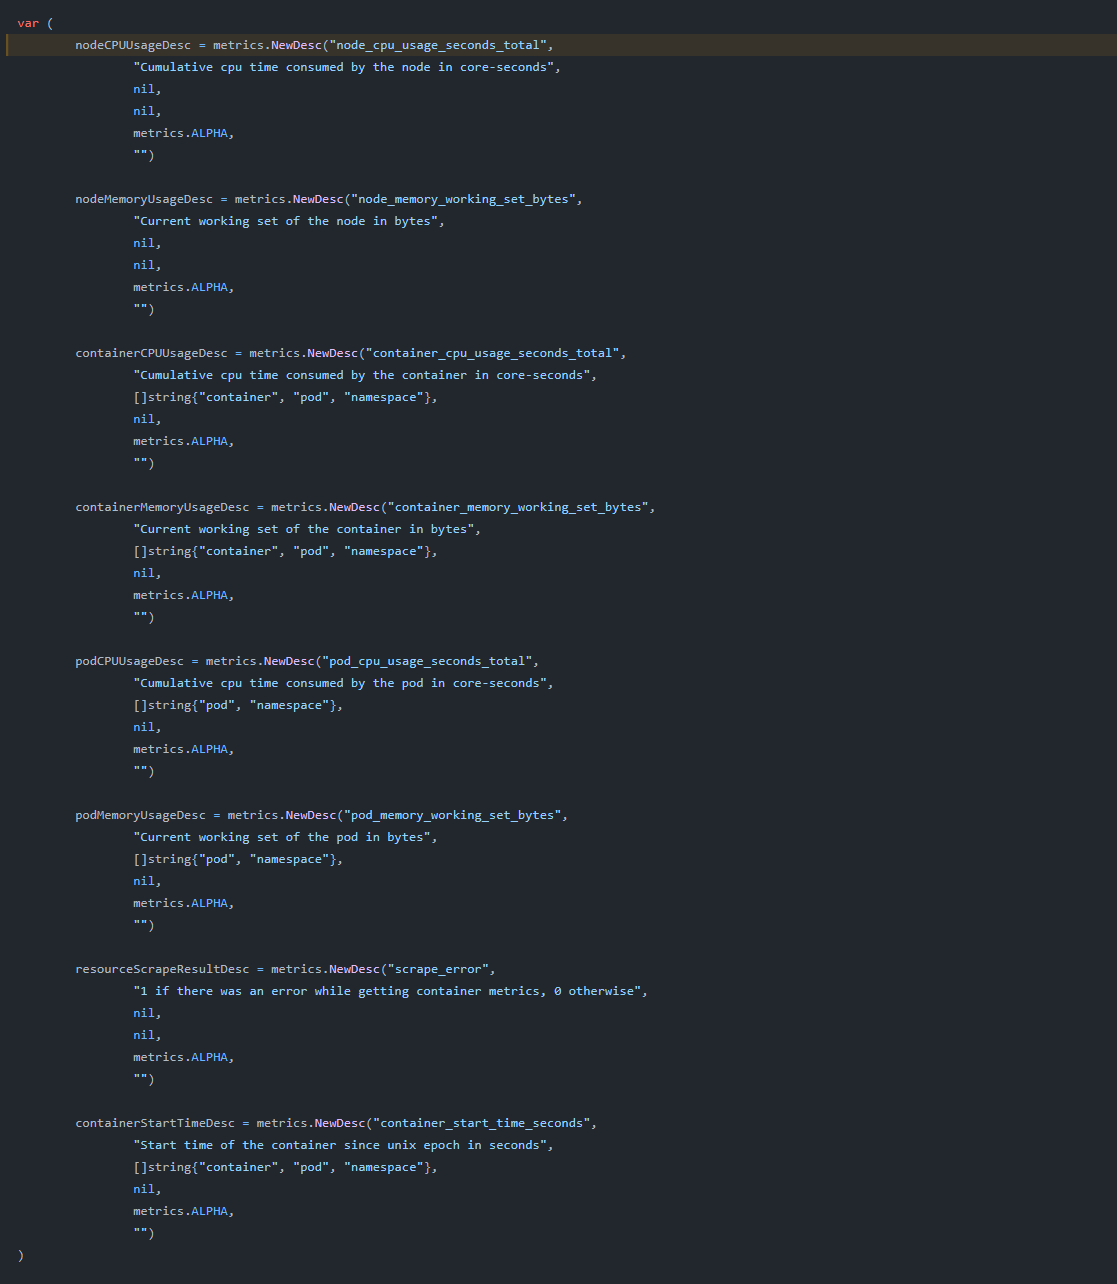 var (
nodeCPUUsageDesc = metrics.NewDesc("node_cpu_usage_seconds_total",
"Cumulative cpu time consumed by the node in core-seconds",
nil,
nil,
metrics.ALPHA,
"")
nodeMemoryUsageDesc = metrics.NewDesc("node_memory_working_set_bytes",
"Current working set of the node in bytes",
nil,
nil,
metrics.ALPHA,
"")
containerCPUUsageDesc = metrics.NewDesc("container_cpu_usage_seconds_total",
"Cumulative cpu time consumed by the container in core-seconds",
[]string{"container", "pod", "namespace"},
nil,
metrics.ALPHA,
"")
containerMemoryUsageDesc = metrics.NewDesc("container_memory_working_set_bytes",
"Current working set of the container in bytes",
[]string{"container", "pod", "namespace"},
nil,
metrics.ALPHA,
"")
podCPUUsageDesc = metrics.NewDesc("pod_cpu_usage_seconds_total",
"Cumulative cpu time consumed by the pod in core-seconds",
[]string{"pod", "namespace"},
nil,
metrics.ALPHA,
"")
podMemoryUsageDesc = metrics.NewDesc("pod_memory_working_set_bytes",
"Current working set of the pod in bytes",
[]string{"pod", "namespace"},
nil,
metrics.ALPHA,
"")
resourceScrapeResultDesc = metrics.NewDesc("scrape_error",
"1 if there was an error while getting container metrics, 0 otherwise",
nil,
nil,
metrics.ALPHA,
"")
containerStartTimeDesc = metrics.NewDesc("container_start_time_seconds",
"Start time of the container since unix epoch in seconds",
[]string{"container", "pod", "namespace"},
nil,
metrics.ALPHA,
"")
)